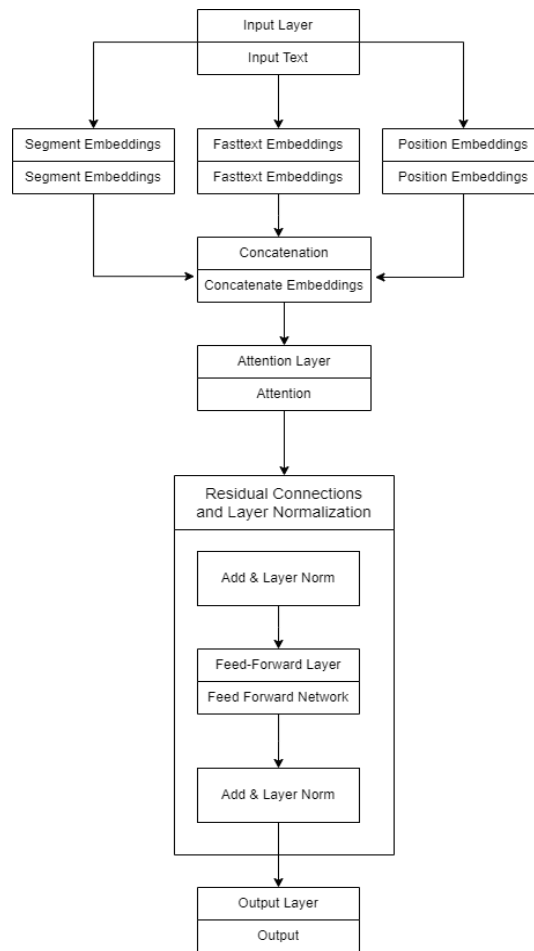 Input Layer
Input Text
Segment Embeddings
Segment Embeddings
Fasttext Embeddings
Fasttext Embeddings
Position Embeddings
Position Embeddings
Concatenation
Concatenate Embeddings
Attention Layer
Attention
Residual Connections
and Layer Normalization
Add & Layer Norm
Feed-Forward Layer
Feed Forward Network
Add & Layer Norm
Output Layer
Output